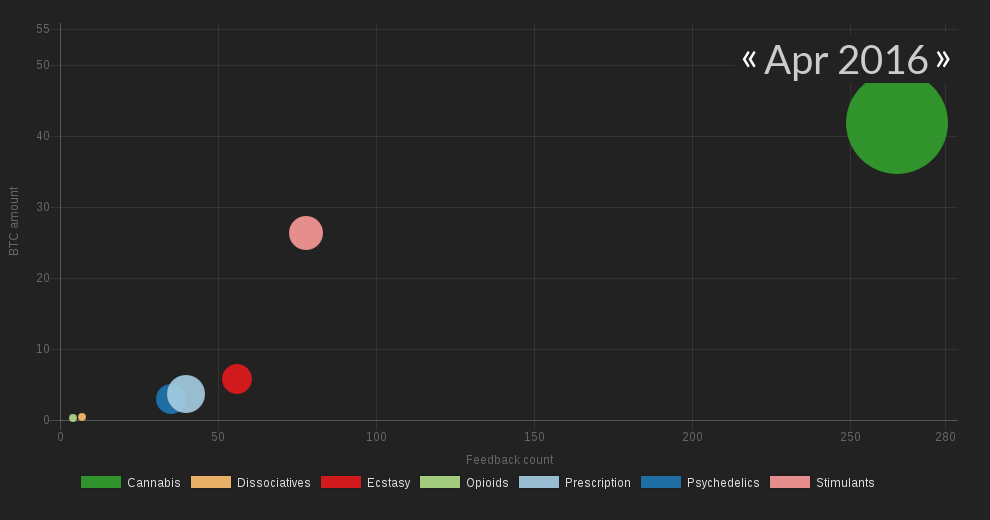 55
« Apr 2016 »
50
40
30
20
10
0
BTC amount
0 50 100 150 200 250 280
Feedback count
Cannabis Dissociatives Ecstasy Opioids Prescription Psychedelics Stimulants